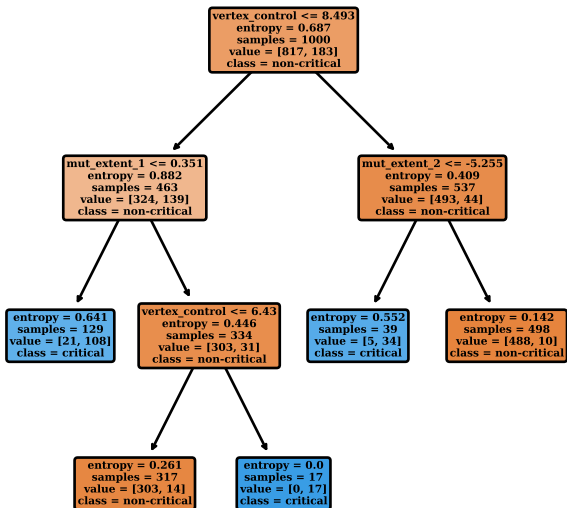 vertex_control <= 8.493
entropy = 0.687
samples = 1000
value = [817, 183]
class = non-critical
mut_extent_1 <= 0.351
entropy = 0.882
samples = 463
value = [324, 139]
class = non-critical
mut_extent_2 <= -5.255
entropy = 0.409
samples = 537
value = [493, 44]
class = non-critical
entropy = 0.641
samples = 129
value = [21, 108]
class = critical
vertex_control <= 6.43
entropy = 0.446
samples = 334
value = [303, 31]
class = non-critical
entropy = 0.552
samples = 39
value = [5, 34]
class = critical
entropy = 0.142
samples = 498
value = [488, 10]
class = non-critical
entropy = 0.261
samples = 317
value = [303, 14]
class = non-critical
entropy = 0.0
samples = 17
value = [0, 17]
class = critical